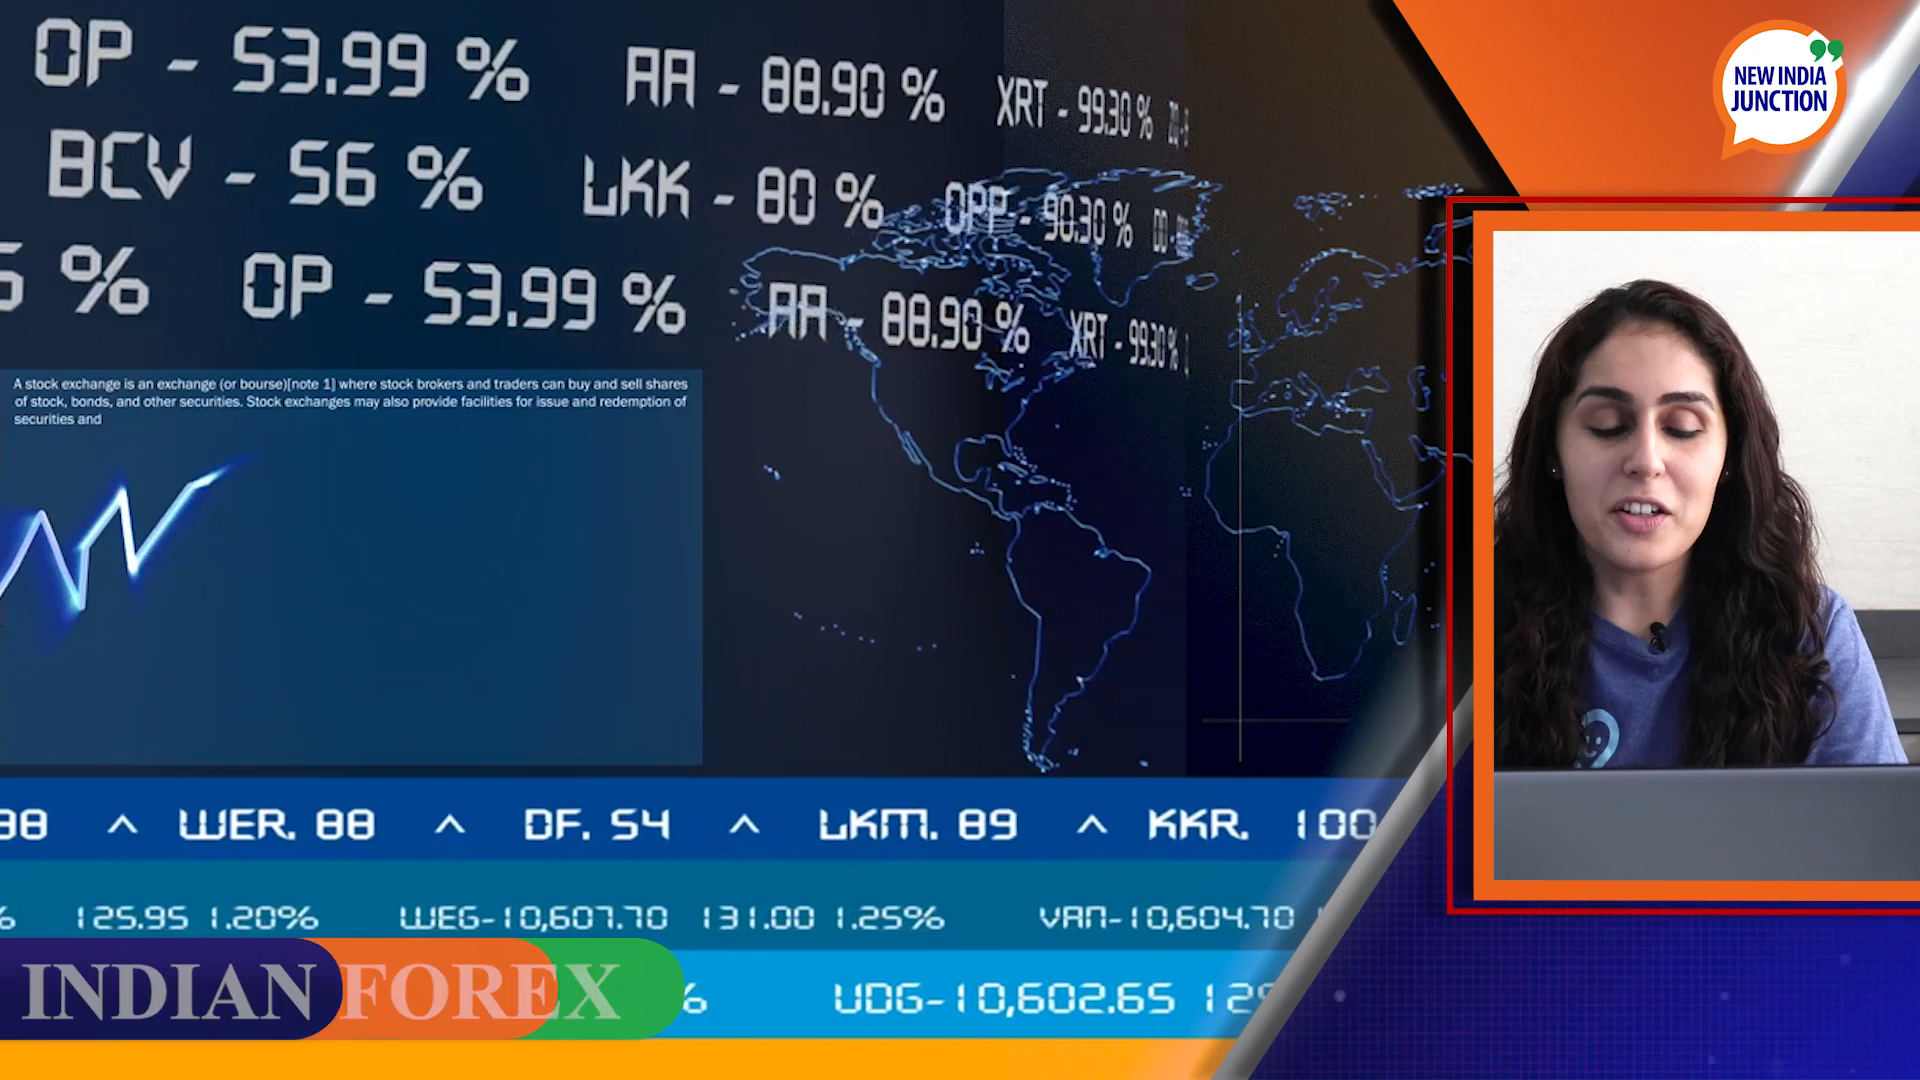 OP - 53.99 %
AA - 88.90 %
XRT - 99.30 %
BCV - 56 %
LKK - 80 %
OPP - 90.30 %
%
OP - 53.99 %
AA - 88.90 %
XRT - 99.30 %
NEW INDIA
JUNCTION
A stock exchange is an exchange (or bourse)[note 1] where stock brokers and traders can buy and sell shares
of stock, bonds, and other securities. Stock exchanges may also provide facilities for issue and redemption of
securities and
WER. 88 ^ DF. 54 ^ LKM. 89 ^ KKR. 100
125.95 1.20% WEG-10,607.70 131.00 1.25% VAN-10,604.70
INDIAN FOREX
% UDG-10,602.65